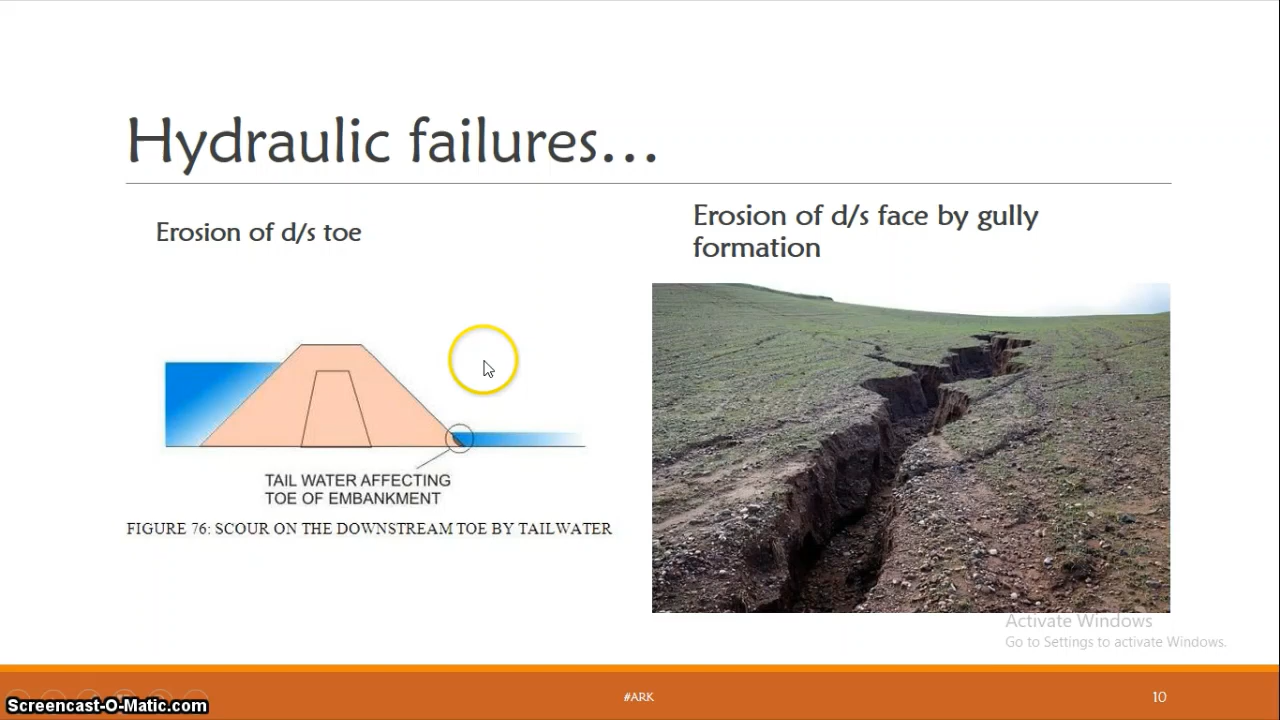 Hydraulic failures...
Erosion of d/s toe
TAIL WATER AFFECTING
TOE OF EMBANKMENT
FIGURE 76: SCOUR ON THE DOWNSTREAM TOE BY TAILWATER
Erosion of d/s face by gully
formation
Activate Windows
Go to Settings to activate Windows.
Screencast-O-Matic.com
#ARK
10